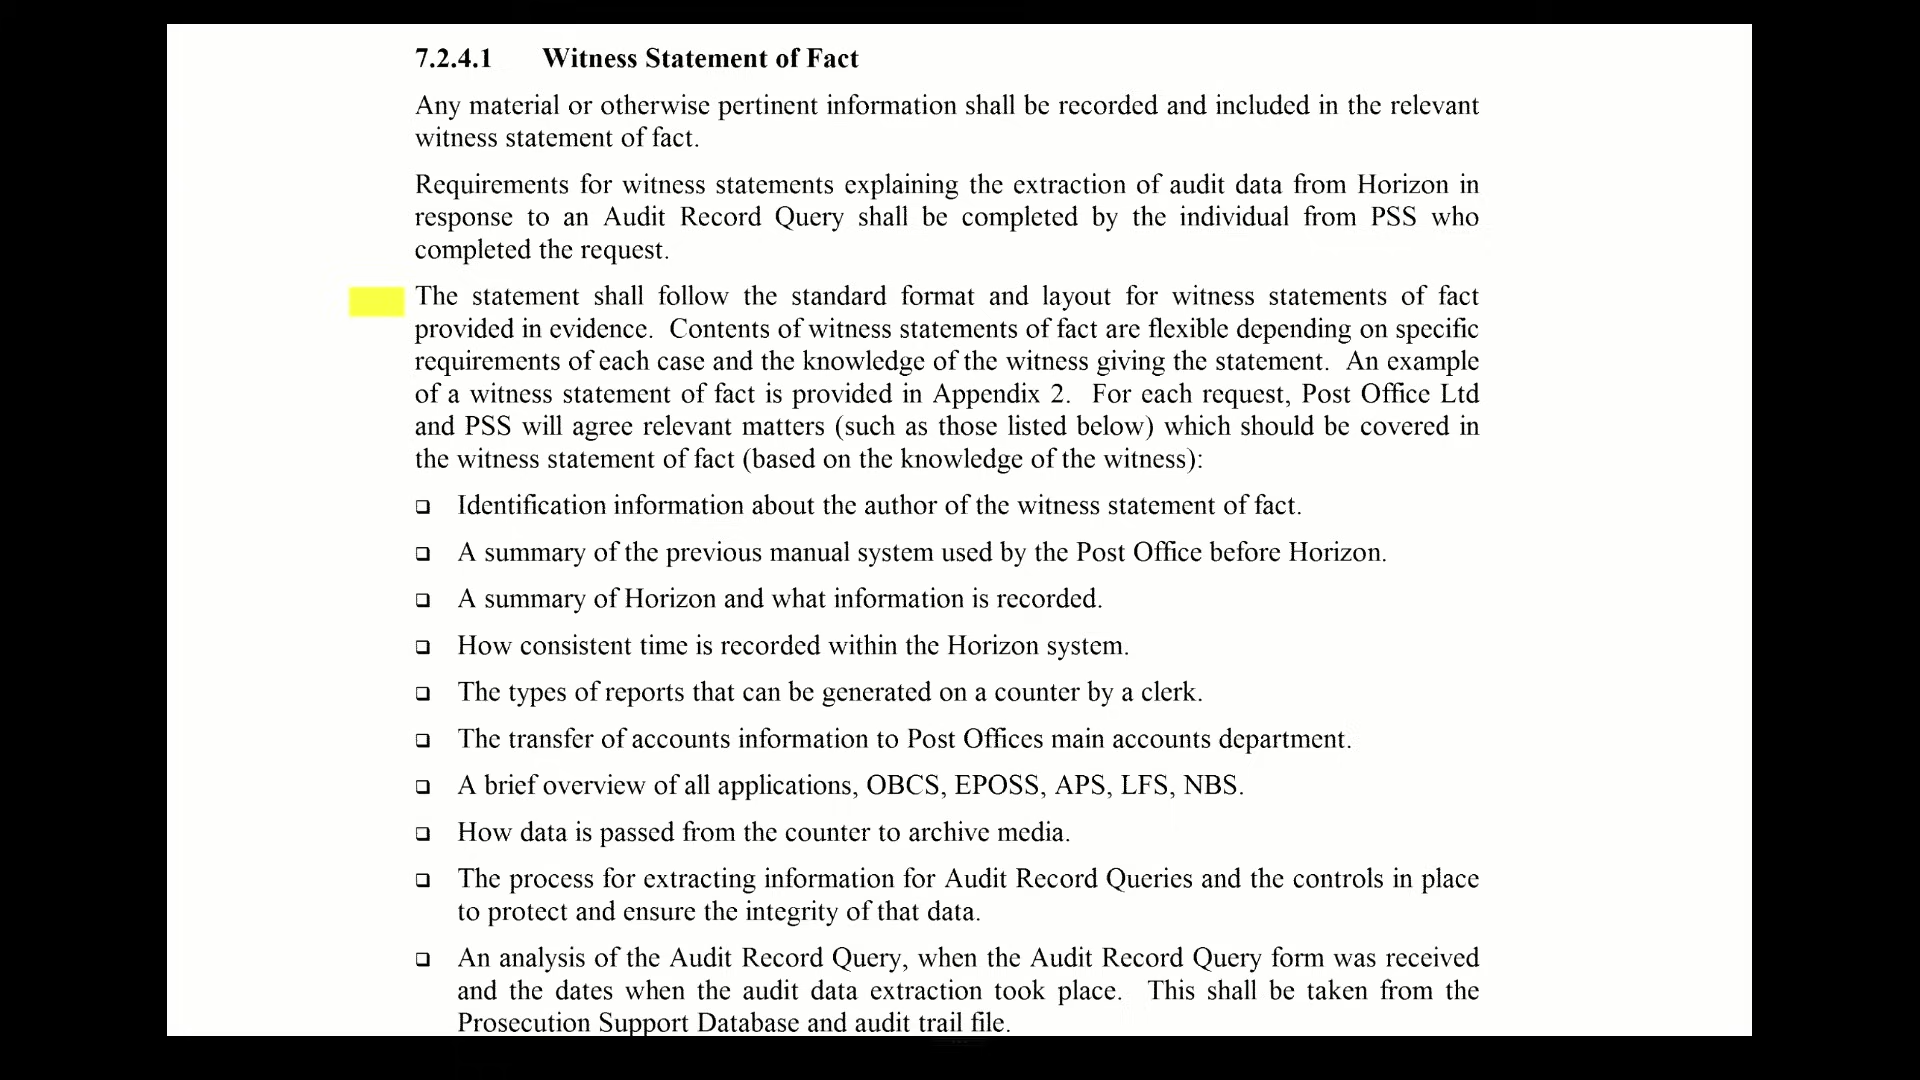 7.2.4.1 Witness Statement of Fact
Any material or otherwise pertinent information shall be recorded and included in the relevant
witness statement of fact.
Requirements for witness statements explaining the extraction of audit data from Horizon in
response to an Audit Record Query shall be completed by the individual from PSS who
completed the request.
The statement shall follow the standard format and layout for witness statements of fact
provided in evidence. Contents of witness statements of fact are flexible depending on specific
requirements of each case and the knowledge of the witness giving the statement. An example
of a witness statement of fact is provided in Appendix 2. For each request, Post Office Ltd
and PSS will agree relevant matters (such as those listed below) which should be covered in
the witness statement of fact (based on the knowledge of the witness):
❑ Identification information about the author of the witness statement of fact.
❑ A summary of the previous manual system used by the Post Office before Horizon.
❑ A summary of Horizon and what information is recorded.
❑ How consistent time is recorded within the Horizon system.
❑ The types of reports that can be generated on a counter by a clerk.
❑ The transfer of accounts information to Post Offices main accounts department.
❑ A brief overview of all applications, OBCS, EPOSS, APS, LFS, NBS.
❑ How data is passed from the counter to archive media.
❑ The process for extracting information for Audit Record Queries and the controls in place
to protect and ensure the integrity of that data.
❑ An analysis of the Audit Record Query, when the Audit Record Query form was received
and the dates when the audit data extraction took place. This shall be taken from the
Prosecution Support Database and audit trail file.